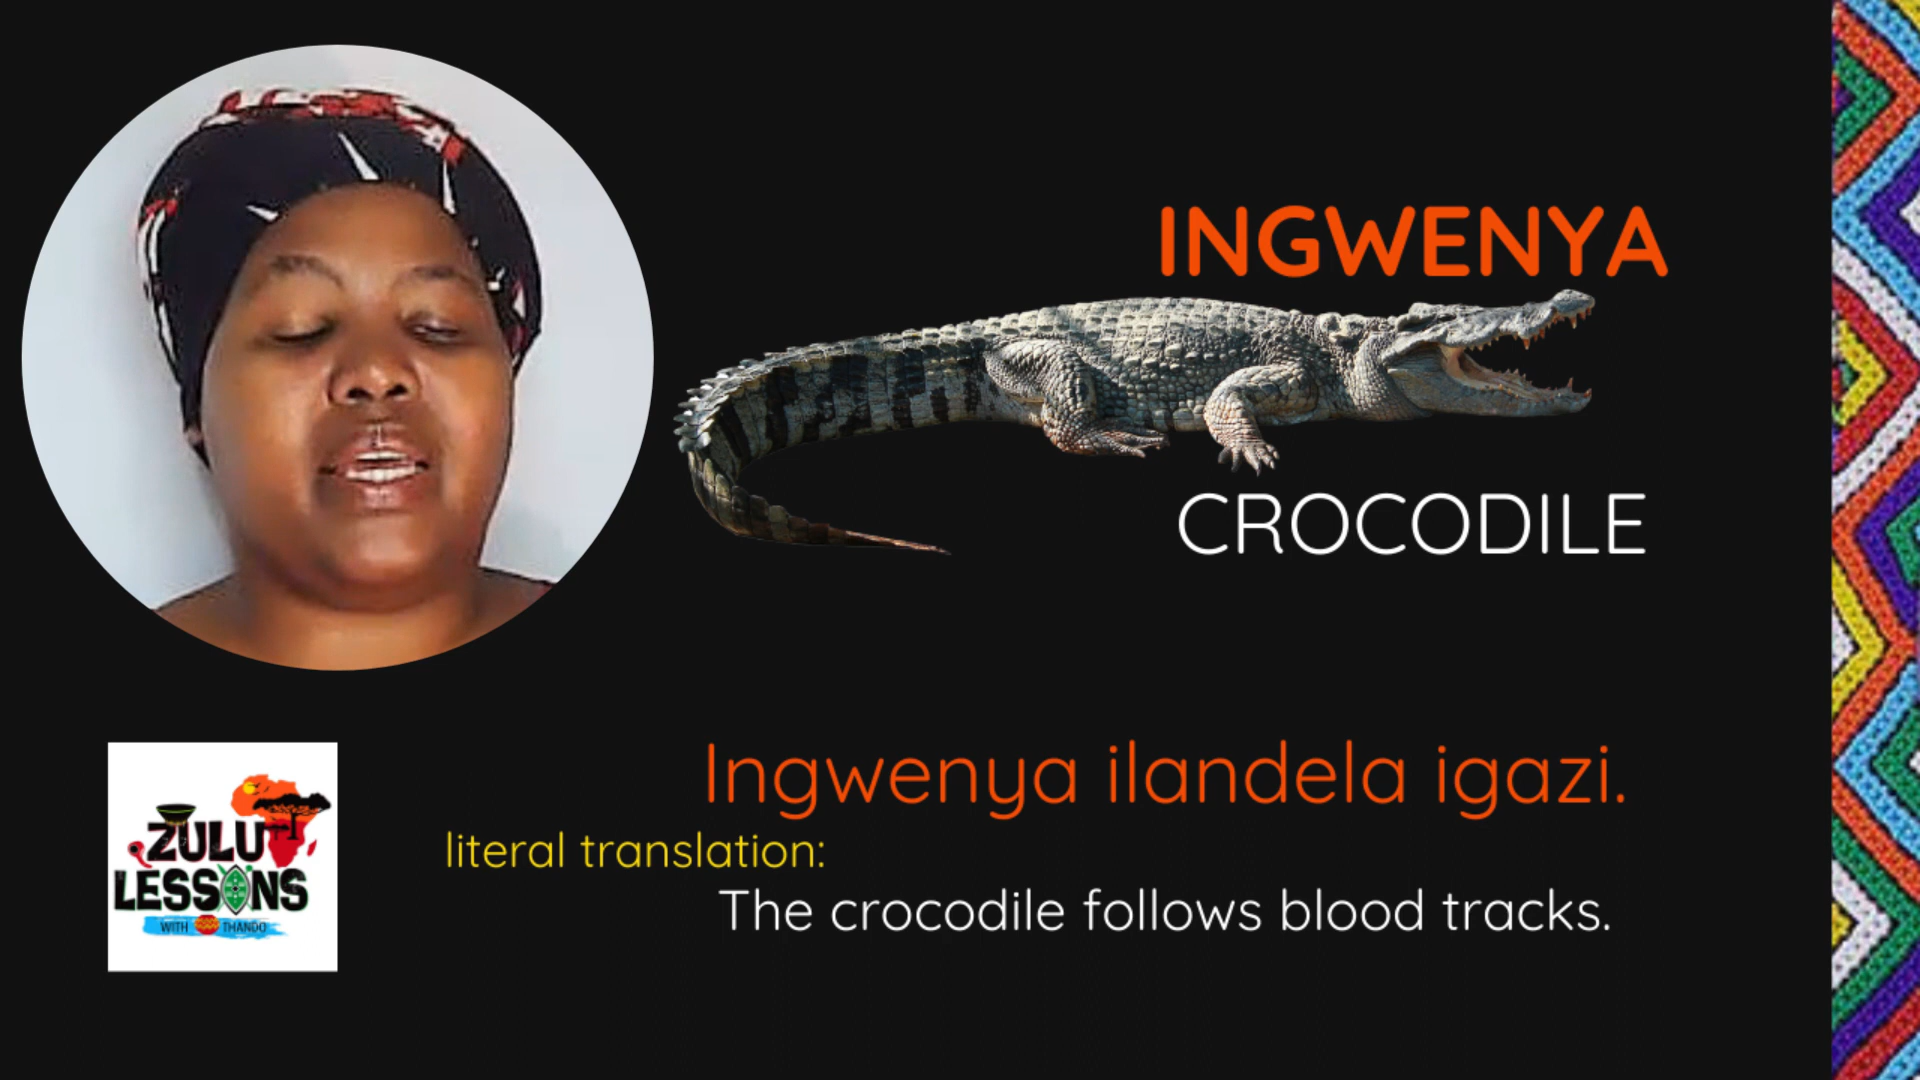 INGWENYA
CROCODILE
Ingwenya ilandela igazi.
literal translation:
The crocodile follows blood tracks.
ZULU
LESSONS
WITH THANDO